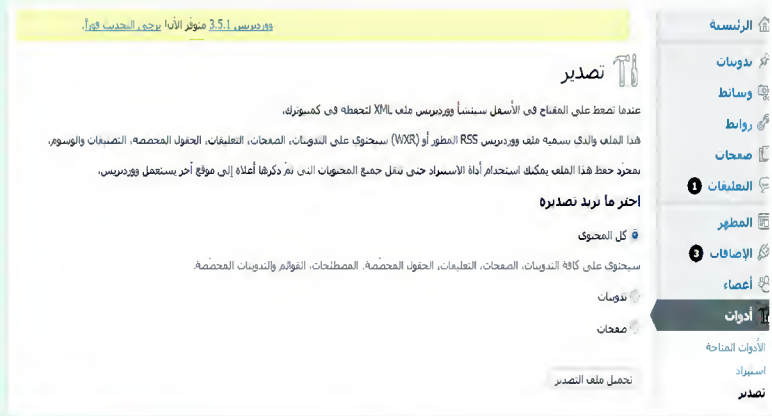 ووردبريس 3.5.1 متوفر الآن! يرجى التحديث فوراً.
تصدير
عندما تضغط على المفتاح في الأسفل سينشأ ووردبريس ملف XML لتحفظه في كمبيوترك.
هذا الملف والذي نسميه ملف ووردبريس RSS المطور أو (WXR) سيحتوي على التدوينات، الصفحات، التعليقات، الحقول المخصصة، التصنيفات والوسوم.
بمجرّد حفظ هذا الملف يمكنك استخدام أداة الاستيراد حتى تنقل جميع المحتويات التي تمّ ذكرها أعلاه إلى موقع آخر يستعمل ووردبريس.
اختر ما تريد تصديره
كل المحتوى
سيحتوي على كافة التدوينات، الصفحات، التعليقات، الحقول المخصّصة. المصطلحات، القوائم والتدوينات المخصّصة.
تدوينات
صفحات
تحميل ملف التصدير
الرئيسية
تدوينات
وسائط
روابط
صفحات
التعليقات 1
المظهر
الإضافات 3
أعضاء
أدوات
الأدوات المتاحة
استيراد
تصدير